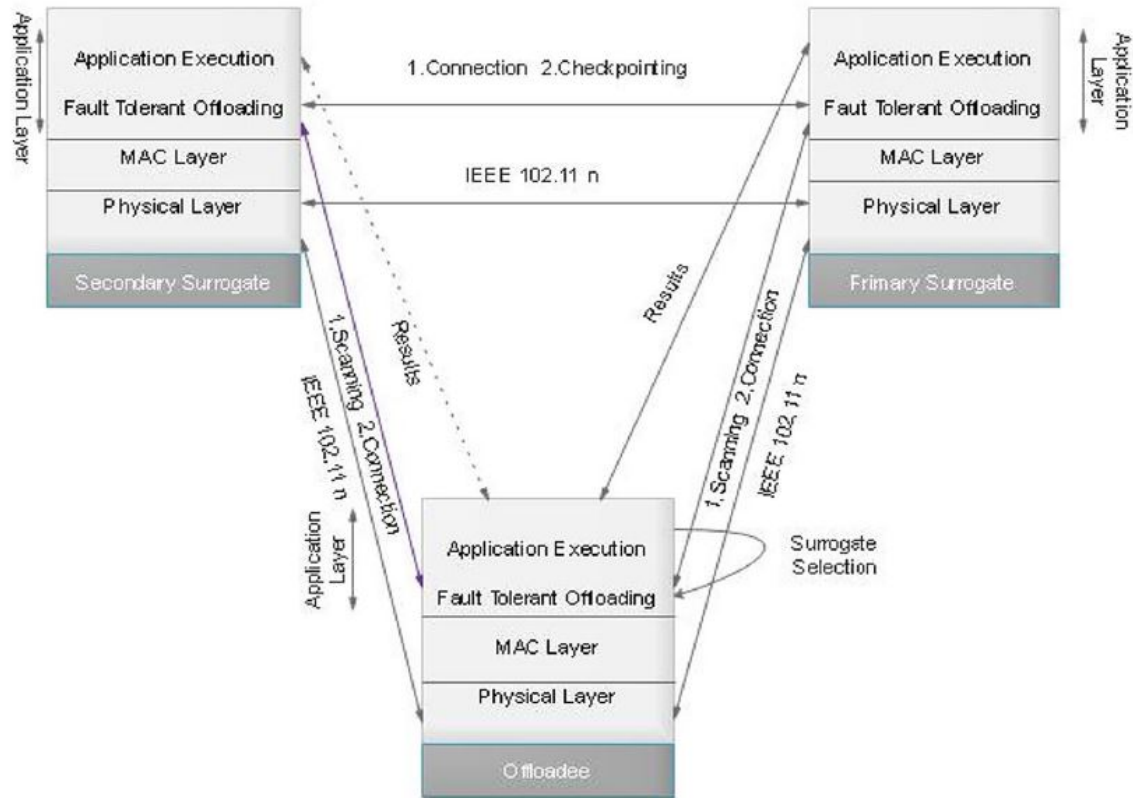 Application Layer
Application Execution
Fault Tolerant Offloading
MAC Layer
Physical Layer
Secondary Surrogate
1.Connection 2.Checkpointing
IEEE 102.11 n
Application Execution
Fault Tolerant Offloading
MAC Layer
Physical Layer
Primary Surrogate
Application
Layer
Results
1.Scanning 2.Connection
IEEE 102.11 n
Results
1.Scanning 2.Connection
IEEE 102.11 n
Application
Layer
Application Execution
Fault Tolerant Offloading
MAC Layer
Physical Layer
Offloadee
Surrogate
Selection